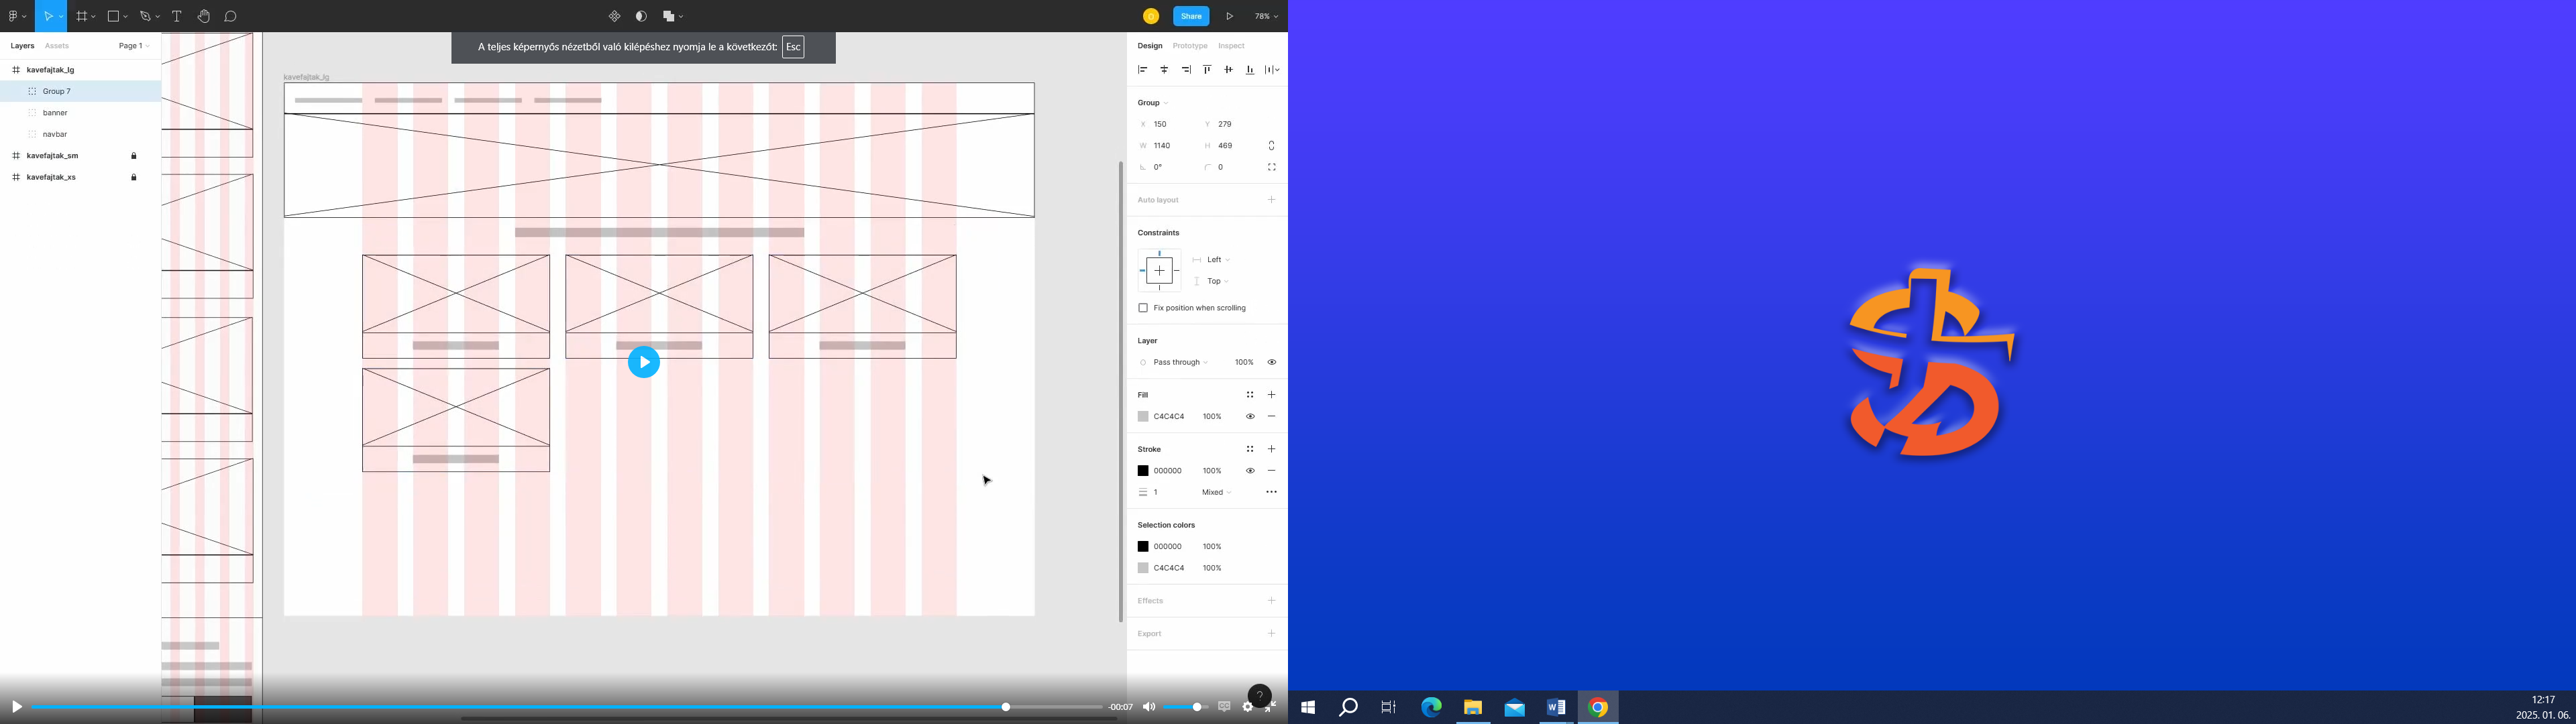 Share
78%
Layers
Assets
Page 1
A teljes képernyős nézetből való kilépéshez nyomja le a következőt: Esc
Design
Prototype
Inspect
kavefajtak_lg
Group 7
banner
navbar
kavefajtak_sm
kavefajtak_xs
kavefajtak_lg
Group
X 150 Y 279
W 1140 H 469
0° 0
Auto layout
Constraints
Left
Top
Fix position when scrolling
Layer
Pass through 100%
Fill
C4C4C4 100%
Stroke
000000 100%
1 Mixed
Selection colors
000000 100%
C4C4C4 100%
Effects
Export
?
-00:07
CC
12:17
2025. 01. 06.